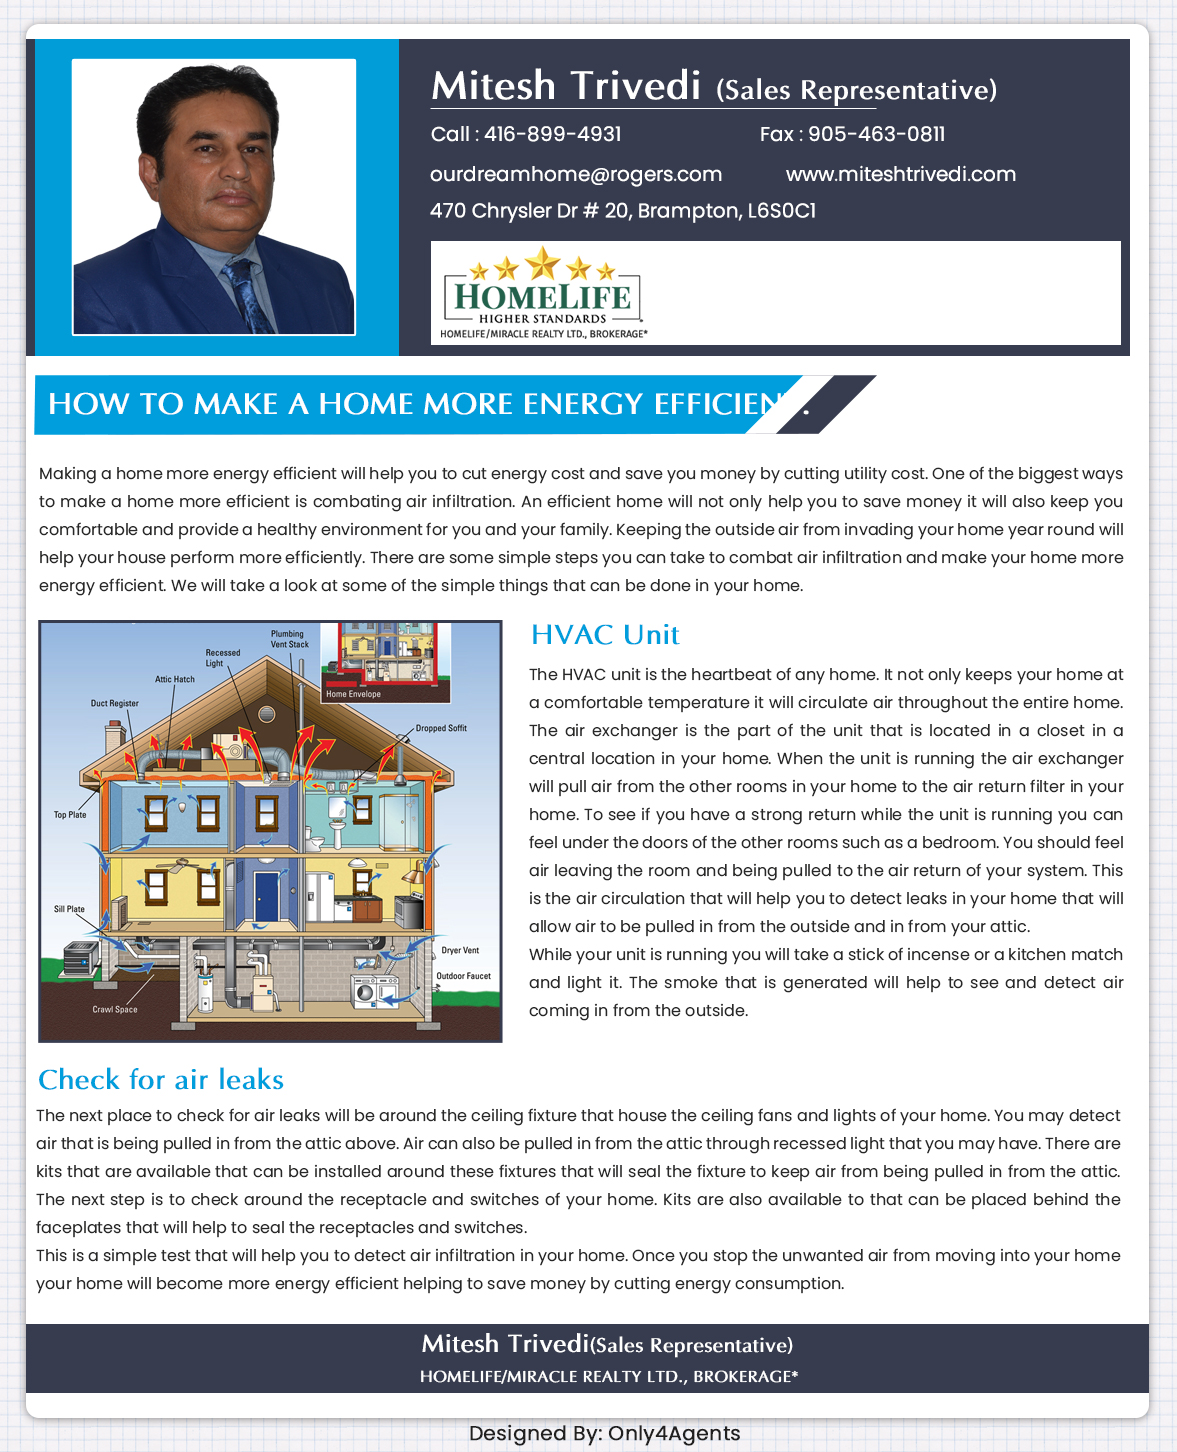 Mitesh Trivedi (Sales Representative)
Call : 416-899-4931 Fax : 905-463-0811
ourdreamhome@rogers.com www.miteshtrivedi.com
470 Chrysler Dr # 20, Brampton, L6S0C1
HOMELIFE
HIGHER STANDARDS
HOMELIFE/MIRACLE REALTY LTD., BROKERAGE*
HOW TO MAKE A HOME MORE ENERGY EFFICIENT.
Making a home more energy efficient will help you to cut energy cost and save you money by cutting utility cost. One of the biggest ways
to make a home more efficient is combating air infiltration. An efficient home will not only help you to save money it will also keep you
comfortable and provide a healthy environment for you and your family. Keeping the outside air from invading your home year round will
help your house perform more efficiently. There are some simple steps you can take to combat air infiltration and make your home more
energy efficient. We will take a look at some of the simple things that can be done in your home.
Plumbing
Vent Stack
Recessed
Light
Attic Hatch
Duct Register
Home Envelope
Dropped Soffit
Top Plate
Sill Plate
Dryer Vent
Outdoor Faucet
Crawl Space
HVAC Unit
The HVAC unit is the heartbeat of any home. It not only keeps your home at
a comfortable temperature it will circulate air throughout the entire home.
The air exchanger is the part of the unit that is located in a closet in a
central location in your home. When the unit is running the air exchanger
will pull air from the other rooms in your home to the air return filter in your
home. To see if you have a strong return while the unit is running you can
feel under the doors of the other rooms such as a bedroom. You should feel
air leaving the room and being pulled to the air return of your system. This
is the air circulation that will help you to detect leaks in your home that will
allow air to be pulled in from the outside and in from your attic.
While your unit is running you will take a stick of incense or a kitchen match
and light it. The smoke that is generated will help to see and detect air
coming in from the outside.
Check for air leaks
The next place to check for air leaks will be around the ceiling fixture that house the ceiling fans and lights of your home. You may detect
air that is being pulled in from the attic above. Air can also be pulled in from the attic through recessed light that you may have. There are
kits that are available that can be installed around these fixtures that will seal the fixture to keep air from being pulled in from the attic.
The next step is to check around the receptacle and switches of your home. Kits are also available to that can be placed behind the
faceplates that will help to seal the receptacles and switches.
This is a simple test that will help you to detect air infiltration in your home. Once you stop the unwanted air from moving into your home
your home will become more energy efficient helping to save money by cutting energy consumption.
Mitesh Trivedi(Sales Representative)
HOMELIFE/MIRACLE REALTY LTD., BROKERAGE*
Designed By: Only4Agents